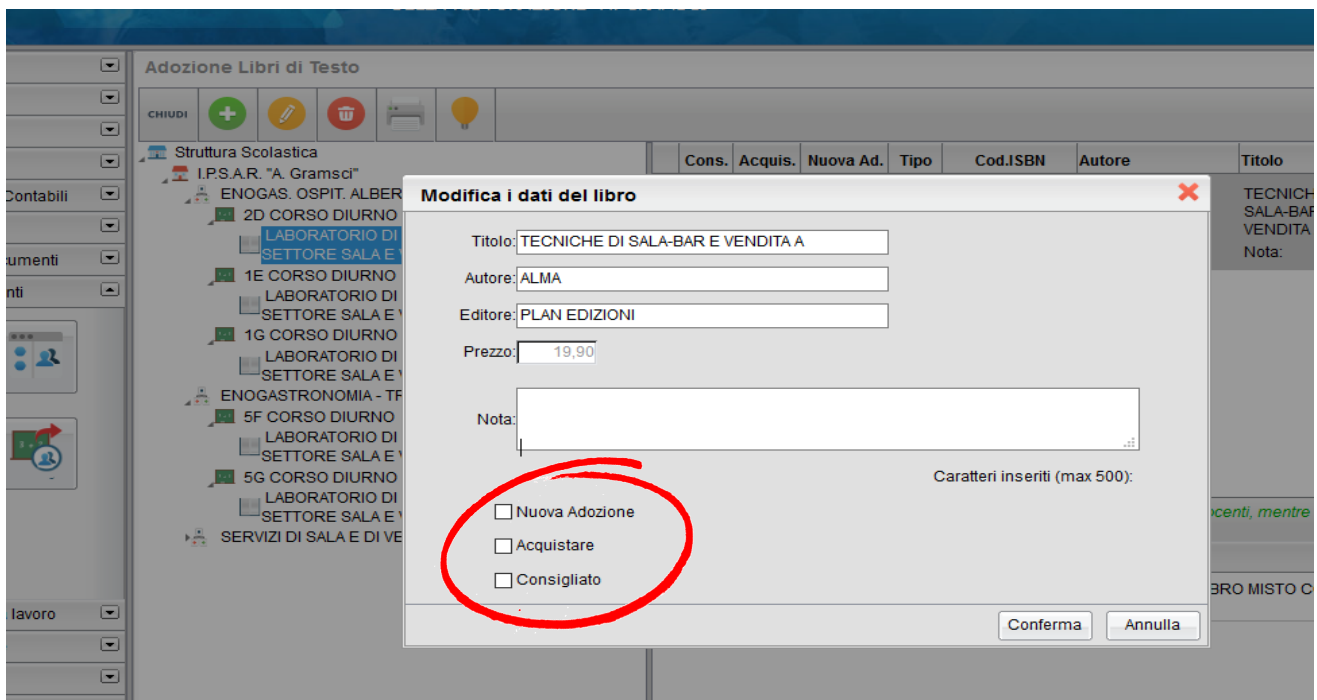 Adozione Libri di Testo
CHIUDI
Struttura Scolastica
I.P.S.A.R. "A. Gramsci"
ENOGAS. OSPIT. ALBER
2D CORSO DIURNO
LABORATORIO DI
SETTORE SALA E V
1E CORSO DIURNO
LABORATORIO DI
SETTORE SALA E V
1G CORSO DIURNO
LABORATORIO DI
SETTORE SALA E V
ENOGASTRONOMIA - TR
5F CORSO DIURNO
LABORATORIO DI
SETTORE SALA E V
5G CORSO DIURNO
LABORATORIO DI
SETTORE SALA E V
SERVIZI DI SALA E DI VE
Contabili
cumenti
nti
lavoro
Cons. Acquis. Nuova Ad. Tipo Cod.ISBN Autore Titolo
TECNICH
SALA-BAR
VENDITA
Nota:
Modifica i dati del libro
Titolo: TECNICHE DI SALA-BAR E VENDITA A
Autore: ALMA
Editore: PLAN EDIZIONI
Prezzo: 19,90
Nota:
Caratteri inseriti (max 500):
Nuova Adozione
Acquistare
Consigliato
Conferma Annulla
ocenti, mentre
BRO MISTO C